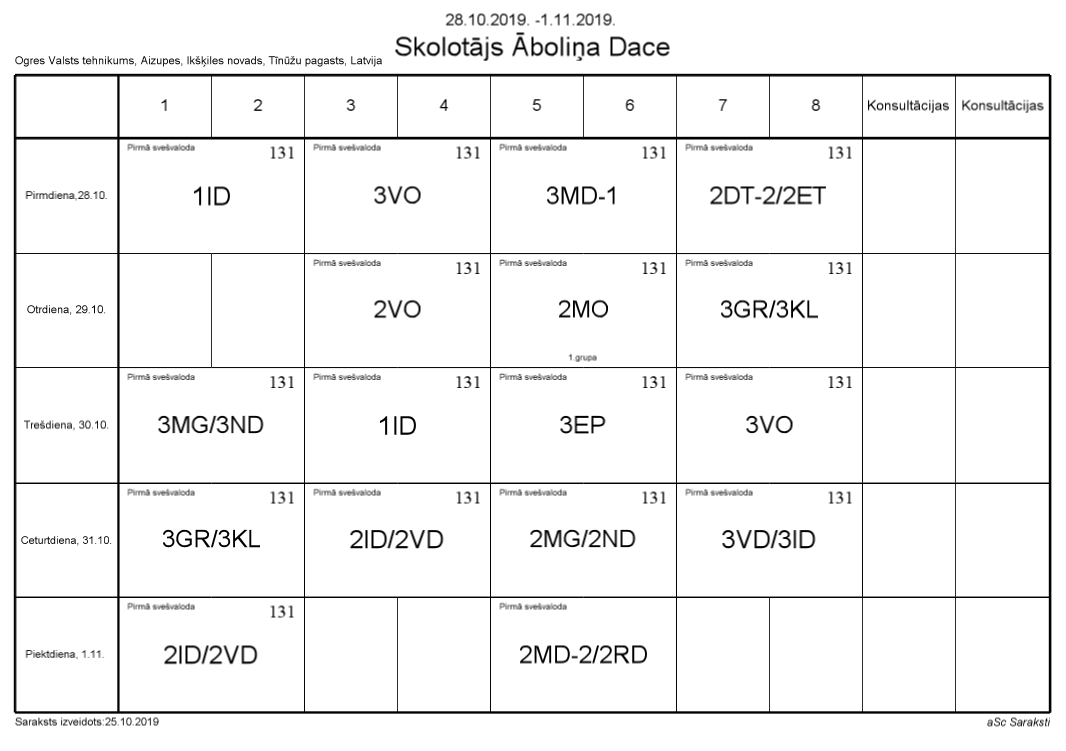 28.10.2019. -1.11.2019.
Skolotājs Āboliņa Dace
Ogres Valsts tehnikums, Aizupes, Ikšķiles novads, Tīnūžu pagasts, Latvija
1 2 3 4 5 6 7 8 Konsultācijas Konsultācijas
Pirmā svešvaloda 131 Pirmā svešvaloda 131 Pirmā svešvaloda 131 Pirmā svešvaloda 131
Pirmdiena,28.10. 1ID 3VO 3MD-1 2DT-2/2ET
Pirmā svešvaloda 131 Pirmā svešvaloda 131 Pirmā svešvaloda 131
Otrdiena, 29.10. 2VO 2MO 3GR/3KL
1.grupa
Pirmā svešvaloda 131 Pirmā svešvaloda 131 Pirmā svešvaloda 131 Pirmā svešvaloda 131
Trešdiena, 30.10. 3MG/3ND 1ID 3EP 3VO
Pirmā svešvaloda 131 Pirmā svešvaloda 131 Pirmā svešvaloda 131 Pirmā svešvaloda 131
Ceturtdiena, 31.10. 3GR/3KL 2ID/2VD 2MG/2ND 3VD/3ID
Pirmā svešvaloda 131 Pirmā svešvaloda
Piektdiena, 1.11. 2ID/2VD 2MD-2/2RD
Saraksts izveidots:25.10.2019 aSc Saraksti